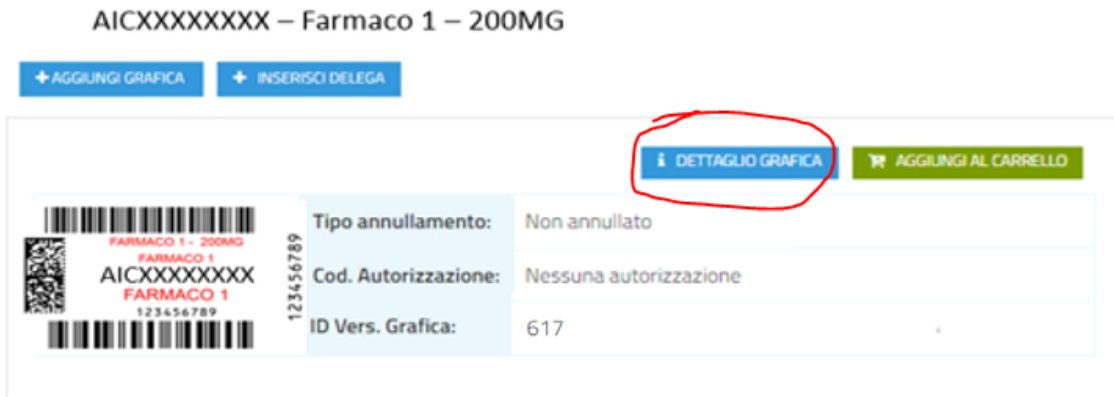 AICXXXXXXXX – Farmaco 1 – 200MG
+ AGGIUNGI GRAFICA
+ INSERISCI DELEGA
i DETTAGLIO GRAFICA
AGGIUNGI AL CARRELLO
FARMACO 1 - 200MG
FARMACO 1
AICXXXXXXXX
FARMACO 1
123456789
123456789
Tipo annullamento: Non annullato
Cod. Autorizzazione: Nessuna autorizzazione
ID Vers. Grafica: 617